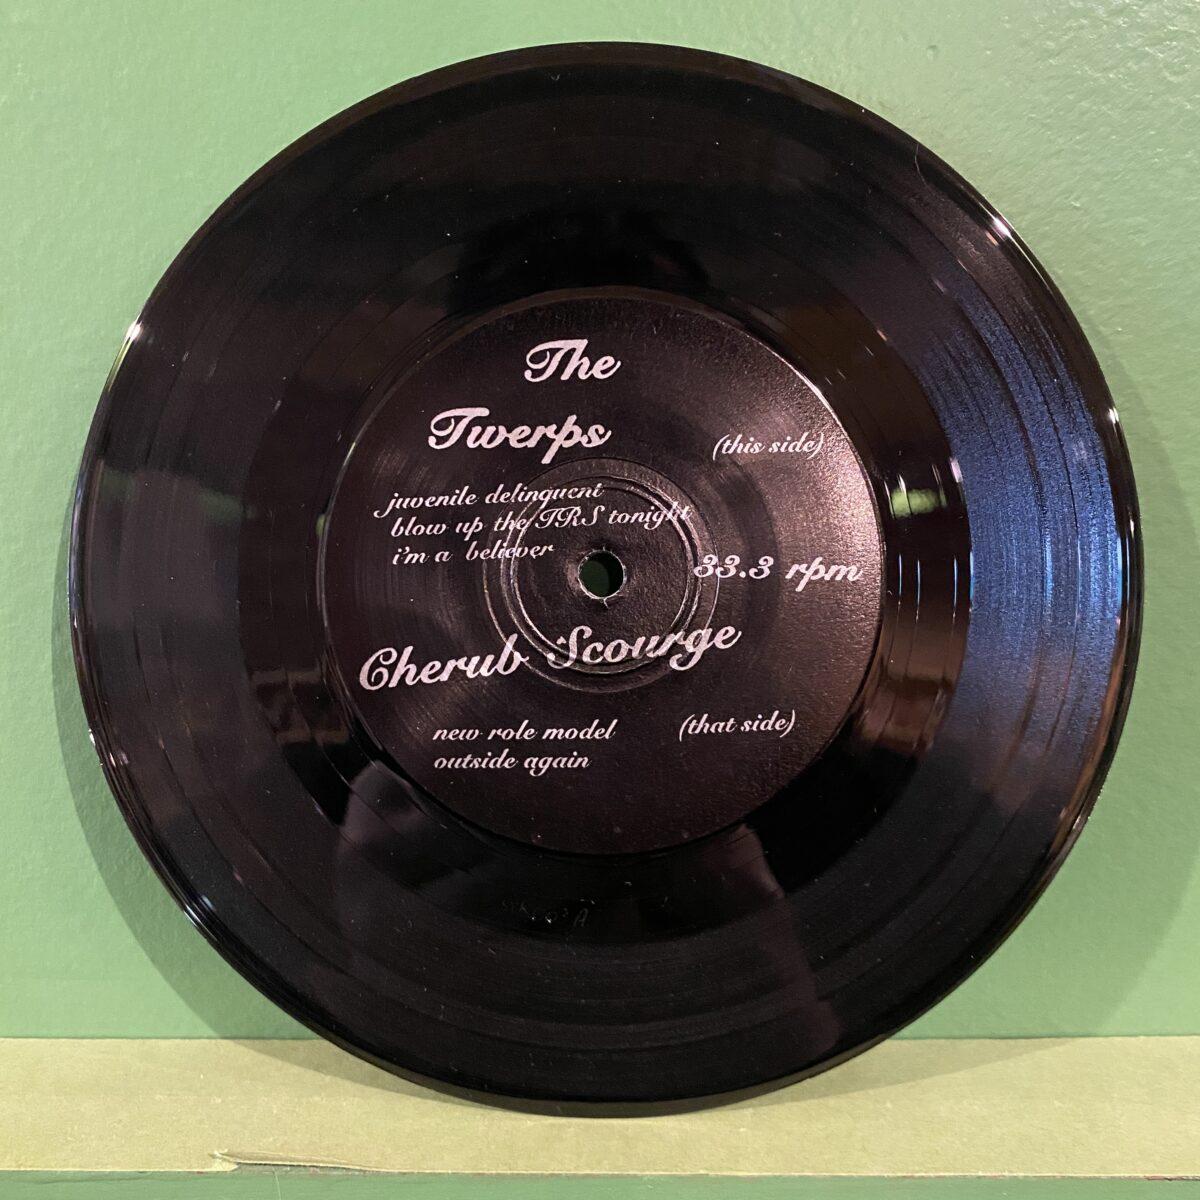 The
Twerps
(this side)
juvenile delinquent
blow up the IRS tonight
i'm a believer
33.3 rpm
Cherub Scourge
new role model
(that side)
outside again